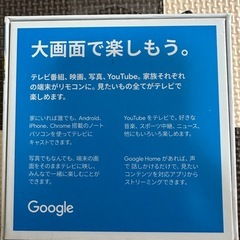 大画面で楽しもう。
テレビ番組、映画、写真、YouTube。家族それぞれ
の端末がリモコンに。見たいもの全てがテレビで
楽しめます。
家にいれば誰でも、Android、
iPhone、Chrome 搭載のノート
パソコンを使ってテレビに
キャストできます。
写真でもなんでも、端末の画
面をそのままテレビに映し、
みんなで一緒に楽しむことが
できます。
YouTube をテレビで。好きな
音楽、スポーツ中継、ニュース、
他にもいろいろ楽しめます。
Google Home があれば、声
で話しかけるだけで、見たい
コンテンツを対応アプリから
ストリーミングできます。
Google